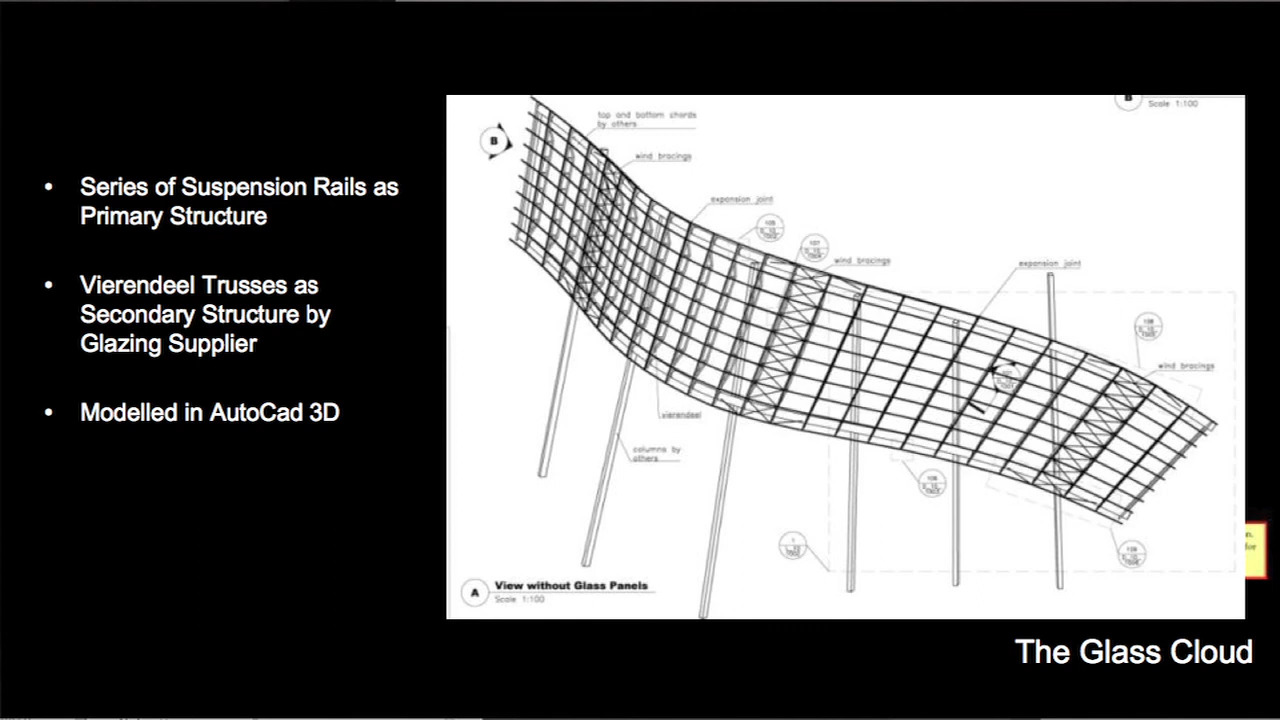 • Series of Suspension Rails as
Primary Structure
• Vierendeel Trusses as
Secondary Structure by
Glazing Supplier
• Modelled in AutoCad 3D
B
Scale 1:100
top and bottom chords
by others
B
wind bracings
expansion joint
wind bracings
expansion joint
wind bracings
vierendeel
columns by
others
A
View without Glass Panels
Scale 1:100
The Glass Cloud